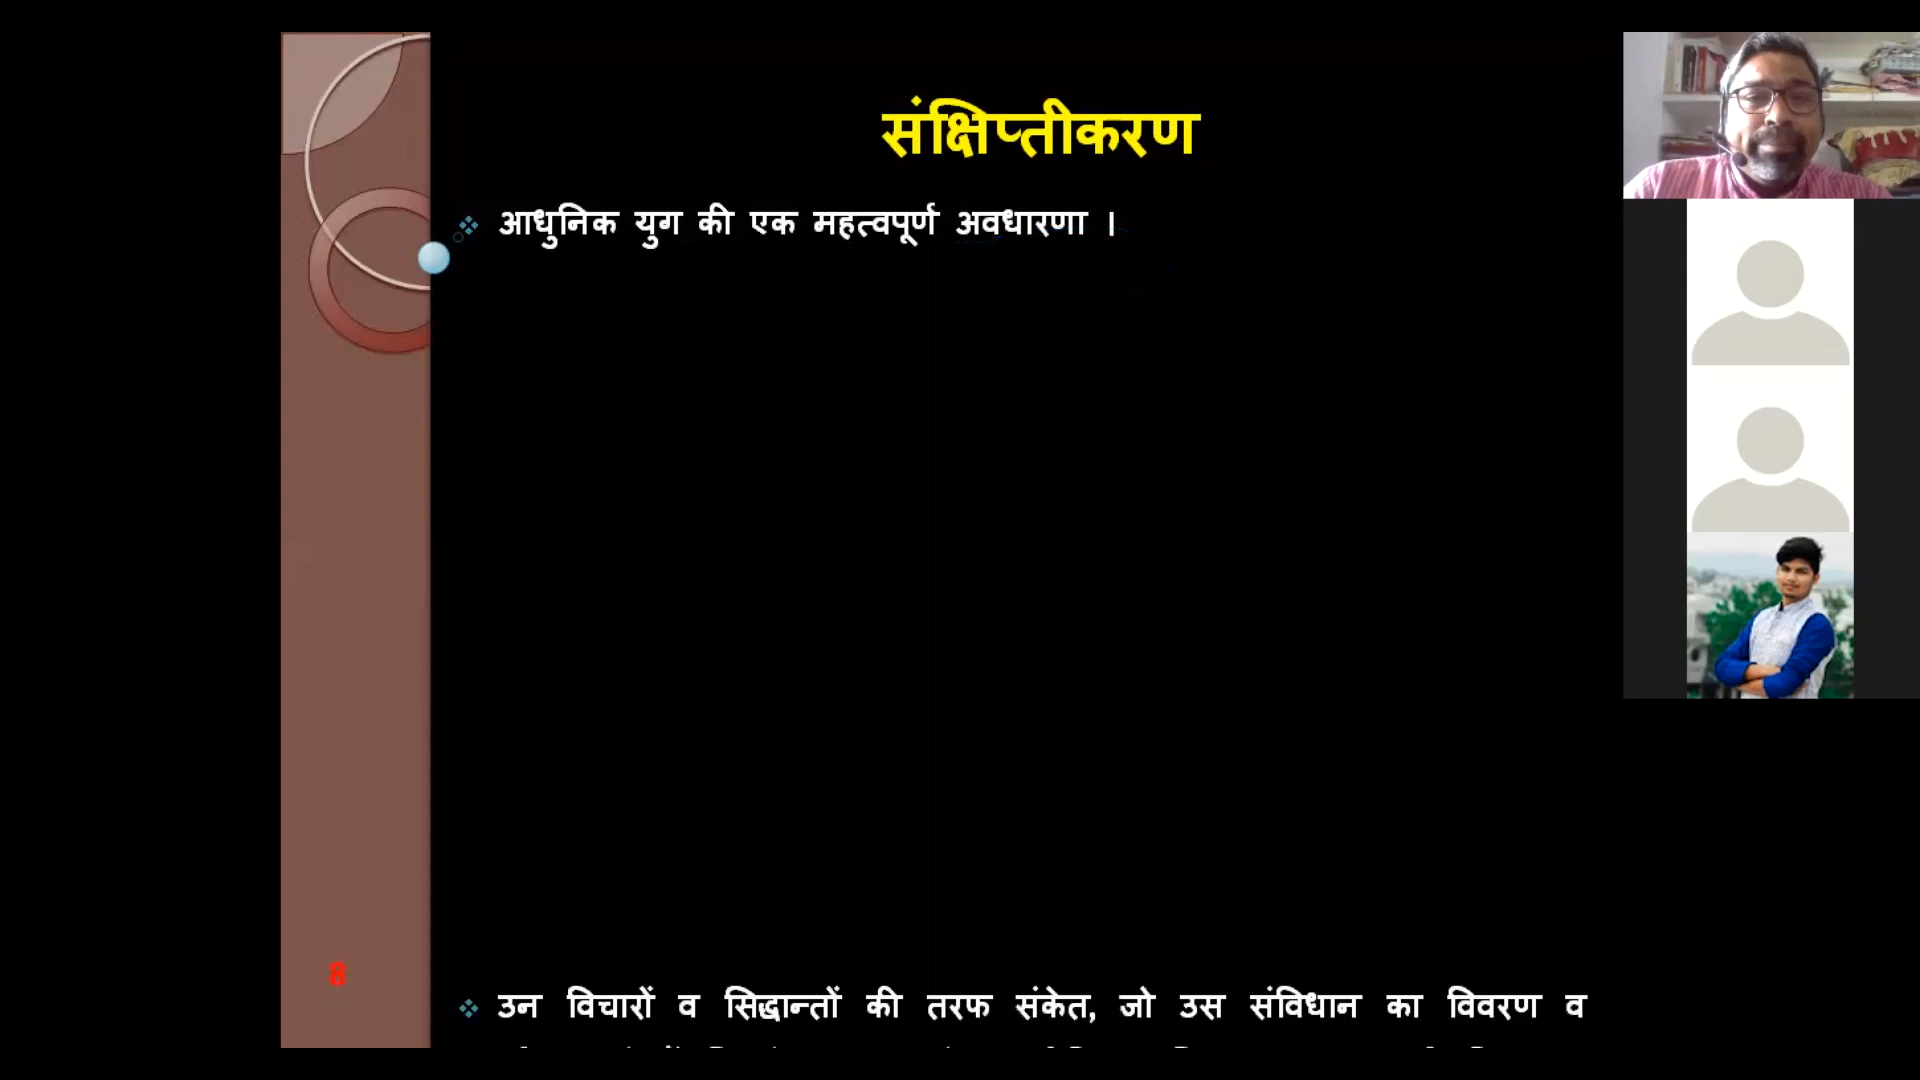 संक्षिप्तीकरण
आधुनिक युग की एक महत्वपूर्ण अवधारणा ।
8
उन विचारों व सिद्धान्तों की तरफ संकेत, जो उस संविधान का विवरण व